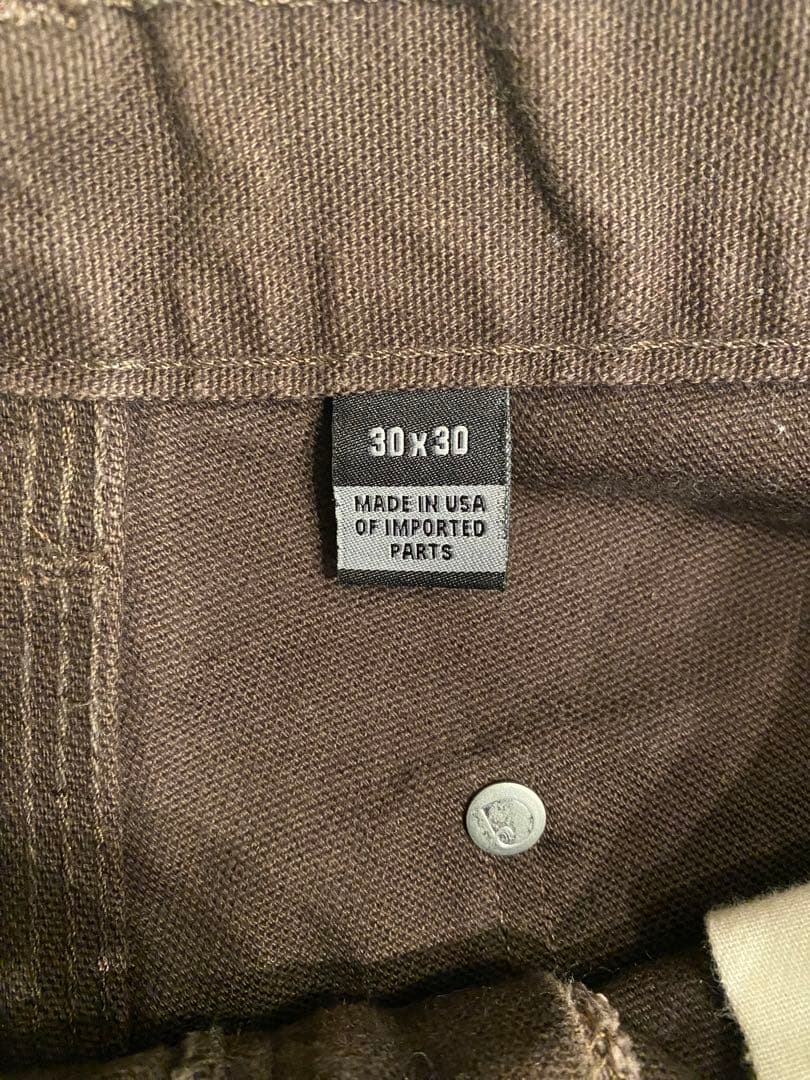 30x30
MADE IN USA
OF IMPORTED
PARTS